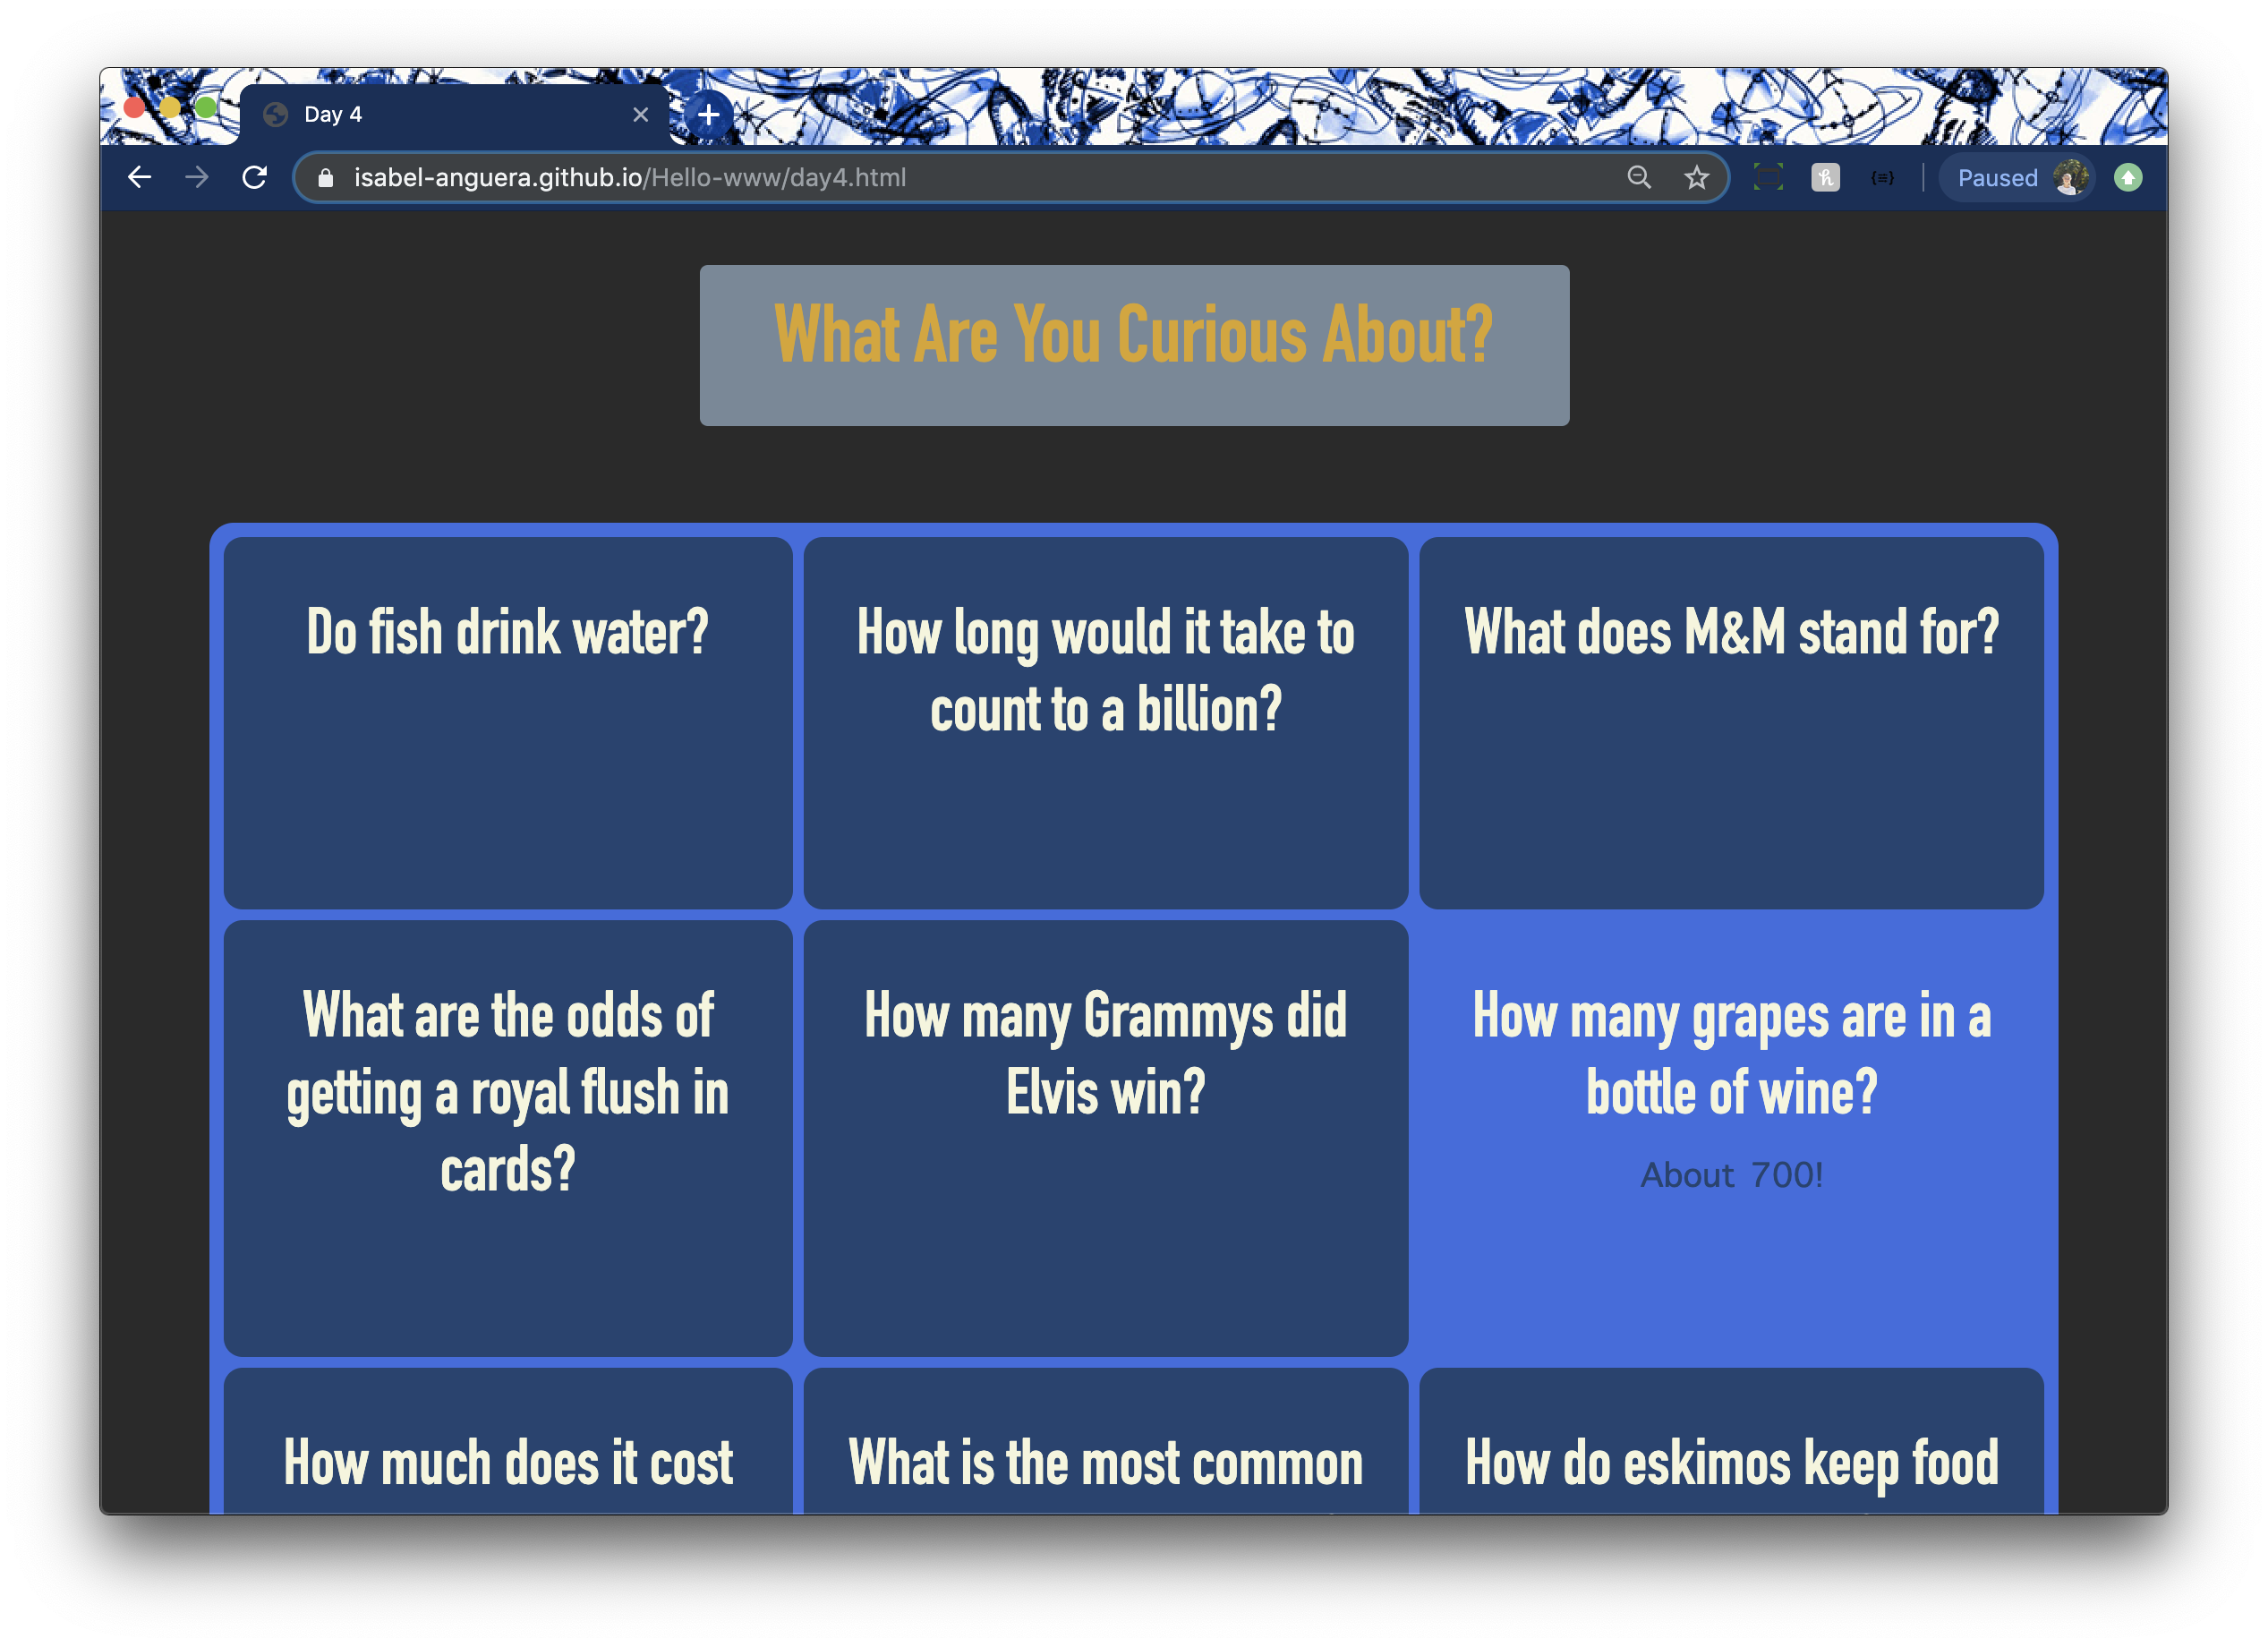 Day 4
isabel-anguera.github.io/Hello-www/day4.html
Paused
What Are You Curious About?
Do fish drink water?
How long would it take to
count to a billion?
What does M&M stand for?
What are the odds of
getting a royal flush in
cards?
How many Grammys did
Elvis win?
How many grapes are in a
bottle of wine?
About 700!
How much does it cost
What is the most common
How do eskimos keep food